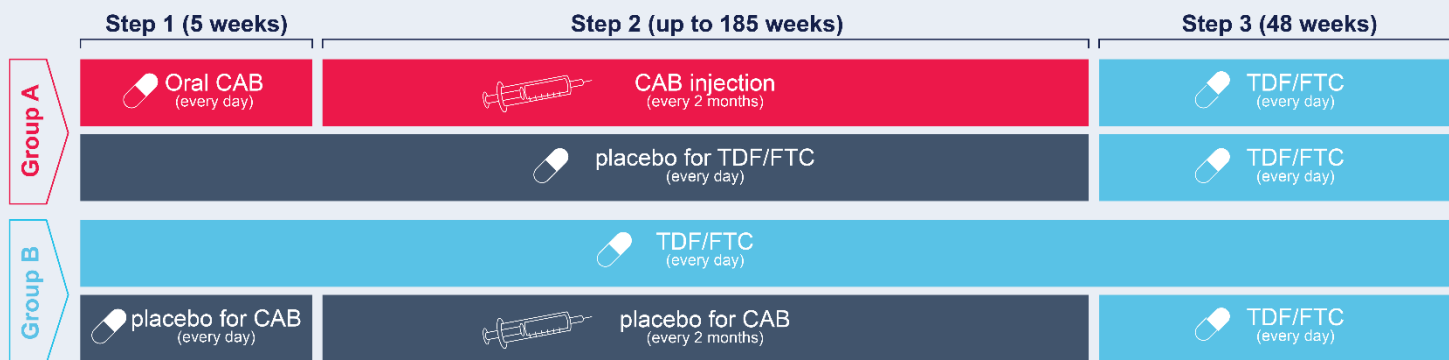 Step 1 (5 weeks)
Step 2 (up to 185 weeks)
Step 3 (48 weeks)
Group A
Oral CAB
(every day)
CAB injection
(every 2 months)
TDF/FTC
(every day)
placebo for TDF/FTC
(every day)
TDF/FTC
(every day)
Group B
TDF/FTC
(every day)
placebo for CAB
(every day)
placebo for CAB
(every 2 months)
TDF/FTC
(every day)